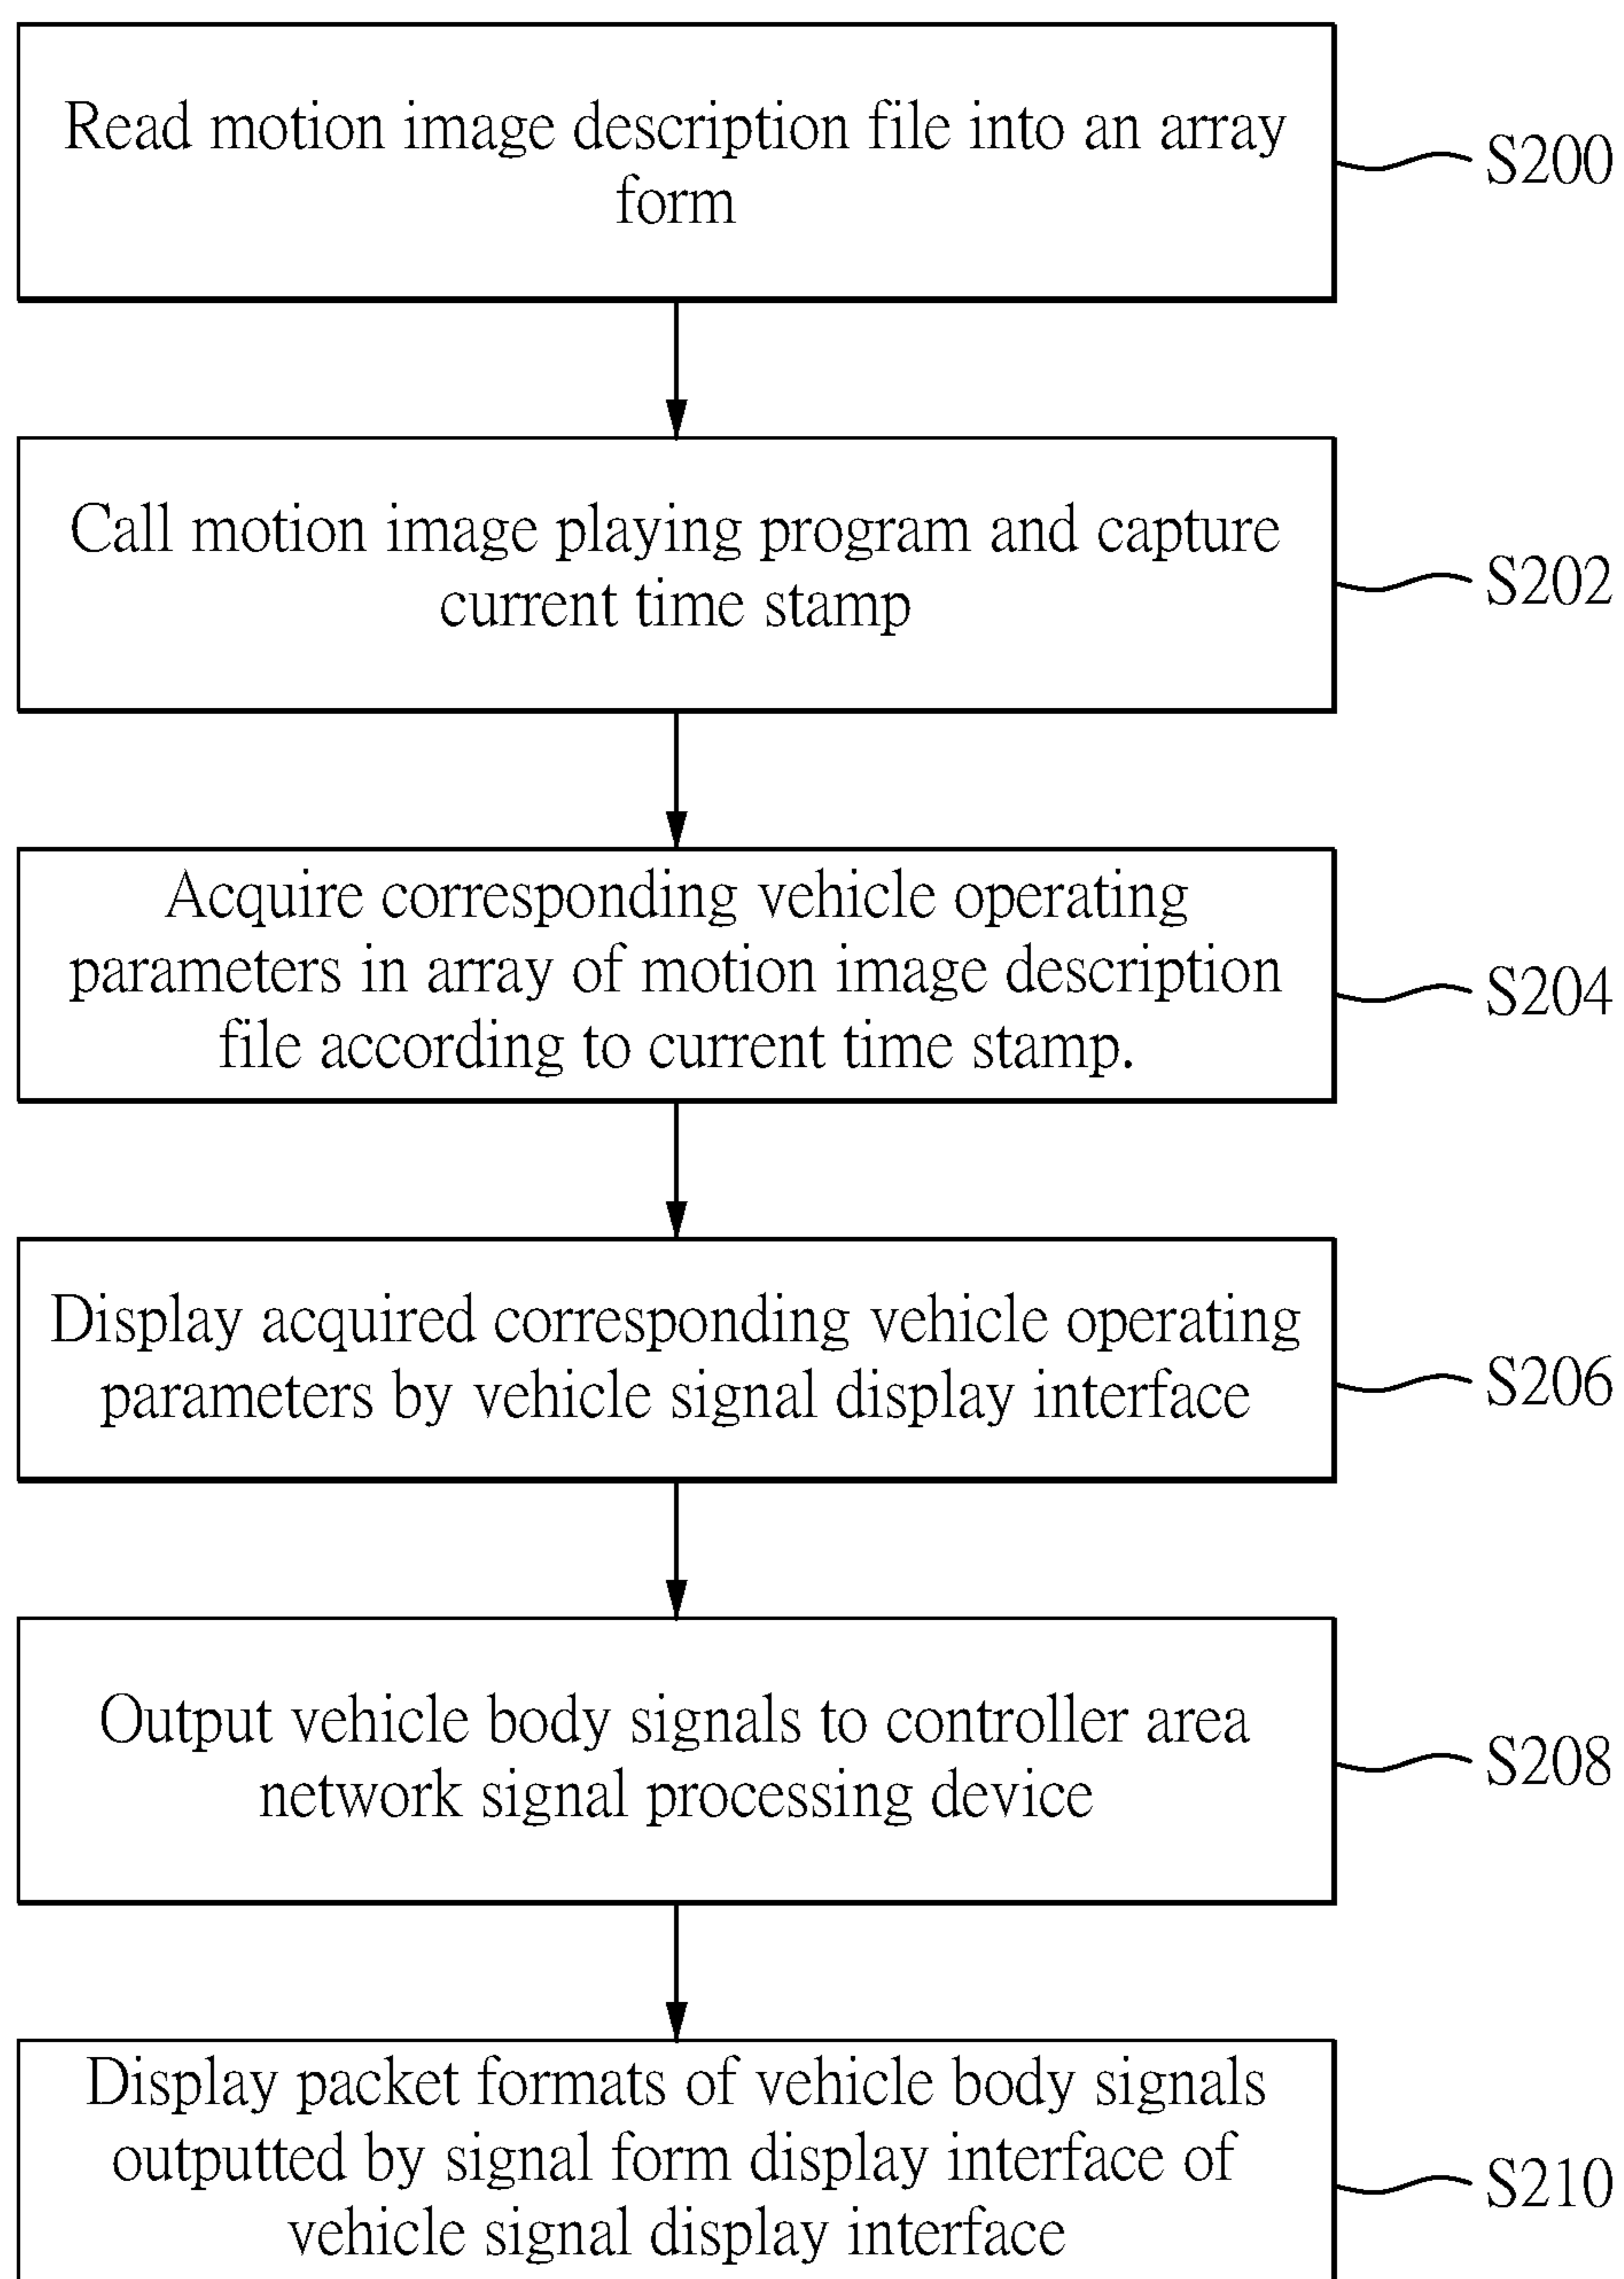 Read motion image description file into an array
form
S200
Call motion image playing program and capture
current time stamp
S202
Acquire corresponding vehicle operating
parameters in array of motion image description
file according to current time stamp.
S204
Display acquired corresponding vehicle operating
parameters by vehicle signal display interface
S206
Output vehicle body signals to controller area
network signal processing device
S208
Display packet formats of vehicle body signals
outputted by signal form display interface of
vehicle signal display interface
S210